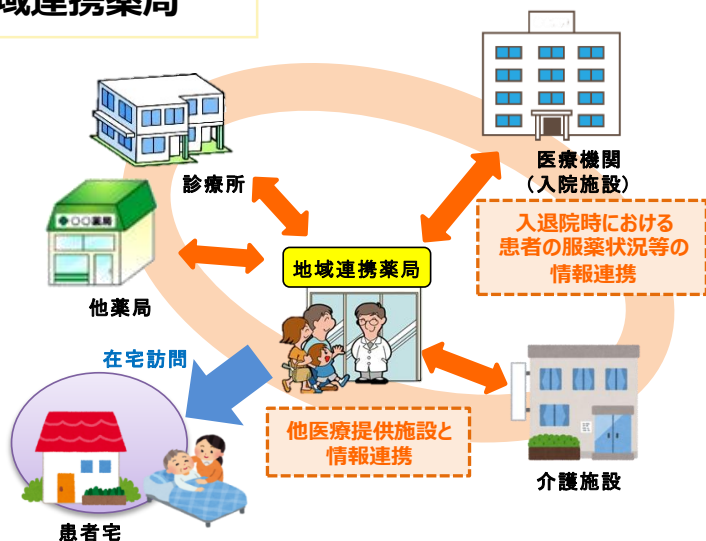 域連携薬局
医療機関
（入院施設）
診療所
入退院時における
患者の服薬状況等の
情報連携
○○薬局
地域連携薬局
他薬局
在宅訪問
他医療提供施設と
情報連携
介護施設
患者宅